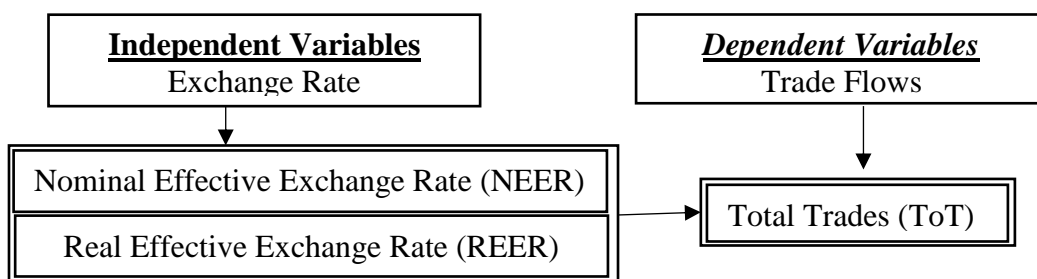 Independent Variables
Exchange Rate
Dependent Variables
Trade Flows
Nominal Effective Exchange Rate (NEER)
Real Effective Exchange Rate (REER)
Total Trades (ToT)